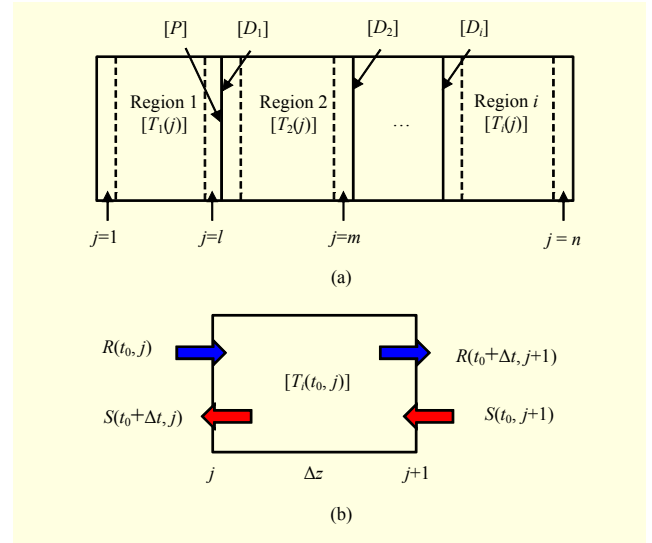 [P] [D₁] [D₂] [Dᵢ]
Region 1 Region 2 Region i
[T₁(j)] [T₂(j)] … [Tᵢ(j)]
j=1 j=l j=m j = n
(a)
R(t₀, j) R(t₀+Δt, j+1)
[Tᵢ(t₀, j)]
S(t₀+Δt, j) S(t₀, j+1)
j Δz j+1
(b)